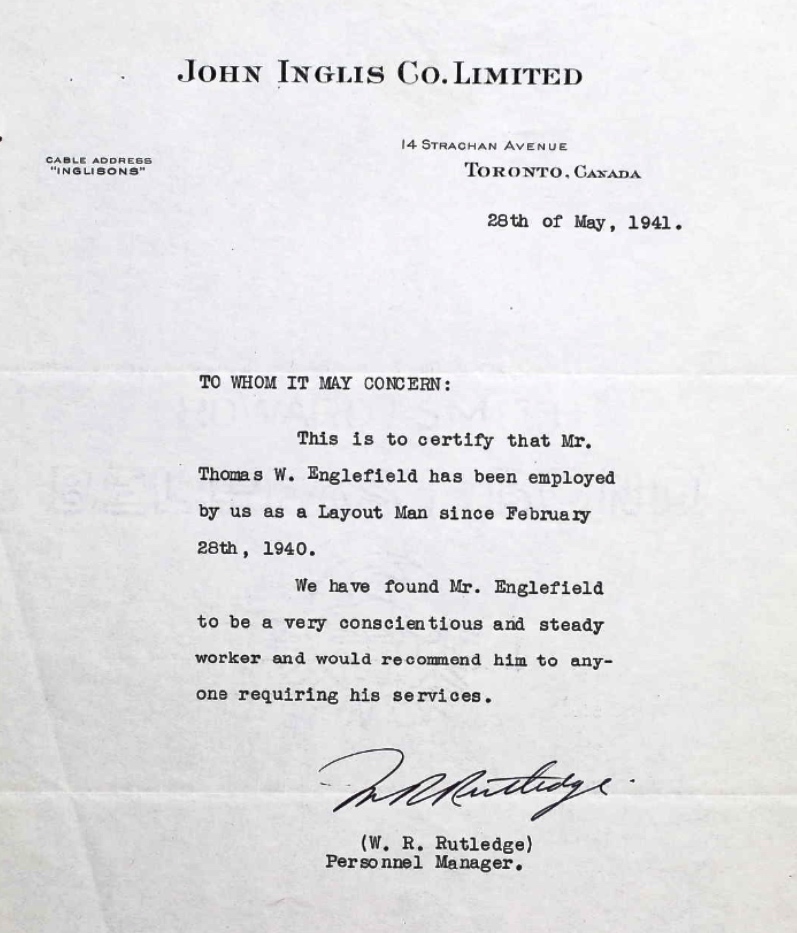 JOHN INGLIS CO. LIMITED
14 STRACHAN AVENUE
CABLE ADDRESS
"INGLISONS"
TORONTO, CANADA
28th of May, 1941.
TO WHOM IT MAY CONCERN:
This is to certify that Mr.
Thomas W. Englefield has been employed
by us as a Layout Man since February
28th, 1940.
We have found Mr. Englefield
to be a very conscientious and steady
worker and would recommend him to any-
one requiring his services.
W R Rutledge.
(W. R. Rutledge)
Personnel Manager.